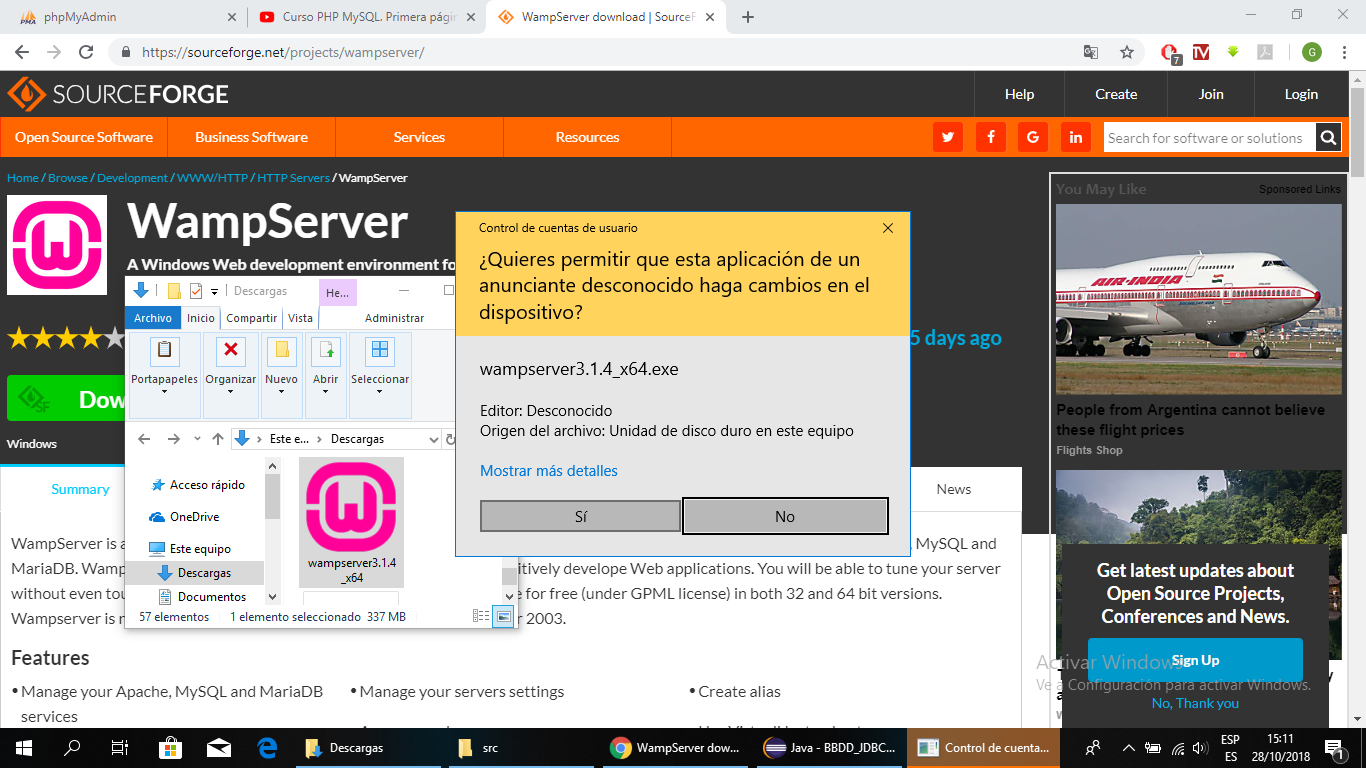 phpMyAdmin
Curso PHP MySQL. Primera págin
WampServer download | SourceF
https://sourceforge.net/projects/wampserver/
7
G
SOURCEFORGE
Help
Create
Join
Login
Open Source Software
Business Software
Services
Resources
Search for software or solutions
Home / Browse / Development / WWW/HTTP / HTTP Servers / WampServer
WampServer
A Windows Web development environment fo
5 days ago
Dow
SF
Windows
Summary
News
You May Like
Sponsored Links
AIR-INDIA
People from Argentina cannot believe
these flight prices
Flights Shop
Descargas
He...
Archivo
Inicio
Compartir
Vista
Administrar
Portapapeles
Organizar
Nuevo
Abrir
Seleccionar
Este e...
Descargas
Acceso rápido
OneDrive
Este equipo
Descargas
Documentos
wampserver3.1.4
_x64
57 elementos
1 elemento seleccionado 337 MB
Control de cuentas de usuario
¿Quieres permitir que esta aplicación de un
anunciante desconocido haga cambios en el
dispositivo?
wampserver3.1.4_x64.exe
Editor: Desconocido
Origen del archivo: Unidad de disco duro en este equipo
Mostrar más detalles
Sí
No
WampServer is a
, MySQL and
MariaDB. Wamp
itively develope Web applications. You will be able to tune your server
without even tou
e for free (under GPML license) in both 32 and 64 bit versions.
Wampserver is n
r 2003.
Features
• Manage your Apache, MySQL and MariaDB
services
• Manage your servers settings
• Create alias
Get latest updates about
Open Source Projects,
Conferences and News.
Sign Up
No, Thank you
Activar Windows
Ve a Configuración para activar Windows.
Descargas
src
WampServer dow...
Java - BBDD_JDBC...
Control de cuenta...
ESP
ES
15:11
28/10/2018
1